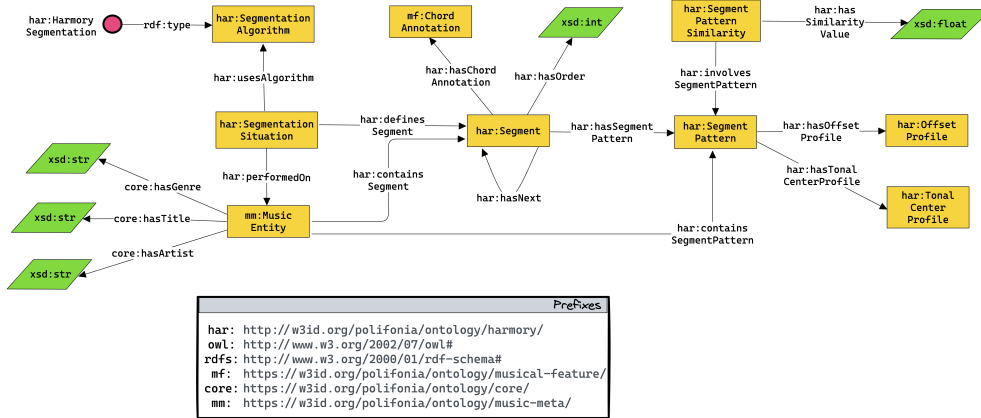 har:Harmory
Segmentation
rdf:type
har:Segmentation
Algorithm
mf:Chord
Annotation
xsd:int
har:Segment
Pattern
Similarity
har:has
Similarity
Value
xsd:float
har:usesAlgorithm
har:hasChord
Annotation
har:hasOrder
har:involves
SegmentPattern
har:Segmentation
Situation
har:defines
Segment
har:Segment
har:hasSegment
Pattern
har:Segment
Pattern
har:hasOffset
Profile
har:Offset
Profile
xsd:str
har:performedOn
har:contains
Segment
har:hasNext
har:hasTonal
CenterProfile
core:hasGenre
xsd:str
core:hasTitle
mm:Music
Entity
har:Tonal
Center
Profile
core:hasArtist
har:contains
SegmentPattern
xsd:str
Prefixes
har: http://w3id.org/polifonia/ontology/harmory/
owl: http://www.w3.org/2002/07/owl#
rdfs: http://www.w3.org/2000/01/rdf-schema#
mf: https://w3id.org/polifonia/ontology/musical-feature/
core: https://w3id.org/polifonia/ontology/core/
mm: https://w3id.org/polifonia/ontology/music-meta/